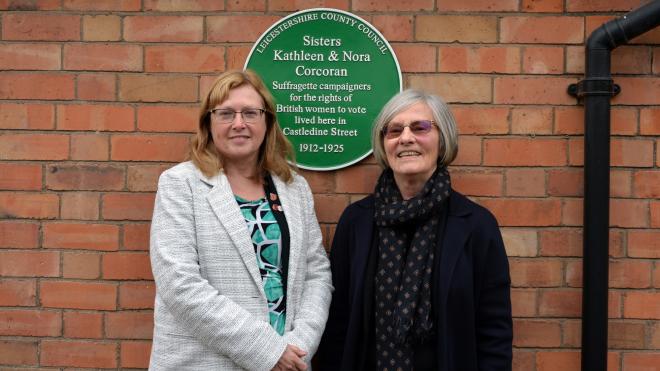 LEICESTERSHIRE COUNTY COUNCIL
Sisters
Kathleen & Nora
Corcoran
Suffragette campaigners
for the rights of
British women to vote
lived here in
Castledine Street
1912-1925